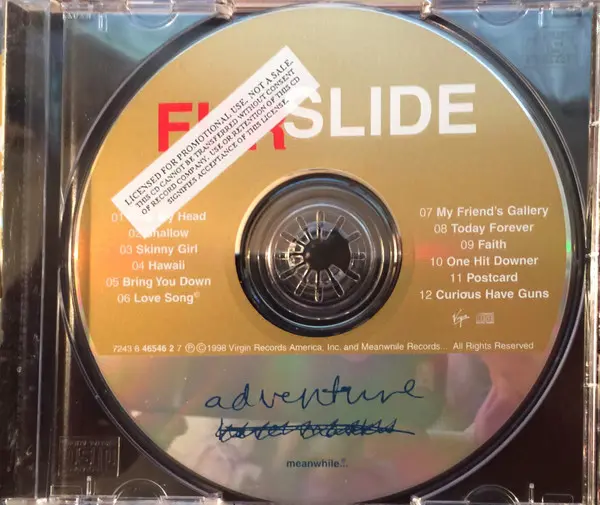 LICENSED FOR PROMOTIONAL USE. NOT A SALE.
THIS CD CANNOT BE TRANSFERRED WITHOUT CONSENT
OF RECORD COMPANY. USE OR RETENTION OF THIS CD
SIGNIFIES ACCEPTANCE OF THIS LICENSE.
SLIDE
01 Head
02 Shallow
03 Skinny Girl
04 Hawaii
05 Bring You Down
06 Love Song©
07 My Friend's Gallery
08 Today Forever
09 Faith
10 One Hit Downer
11 Postcard
12 Curious Have Guns
Virgin
7243 8 46546 2 7 ℗©1998 Virgin Records America, Inc. and Meanwhile Records... All Rights Reserved
adventure
meanwhile...